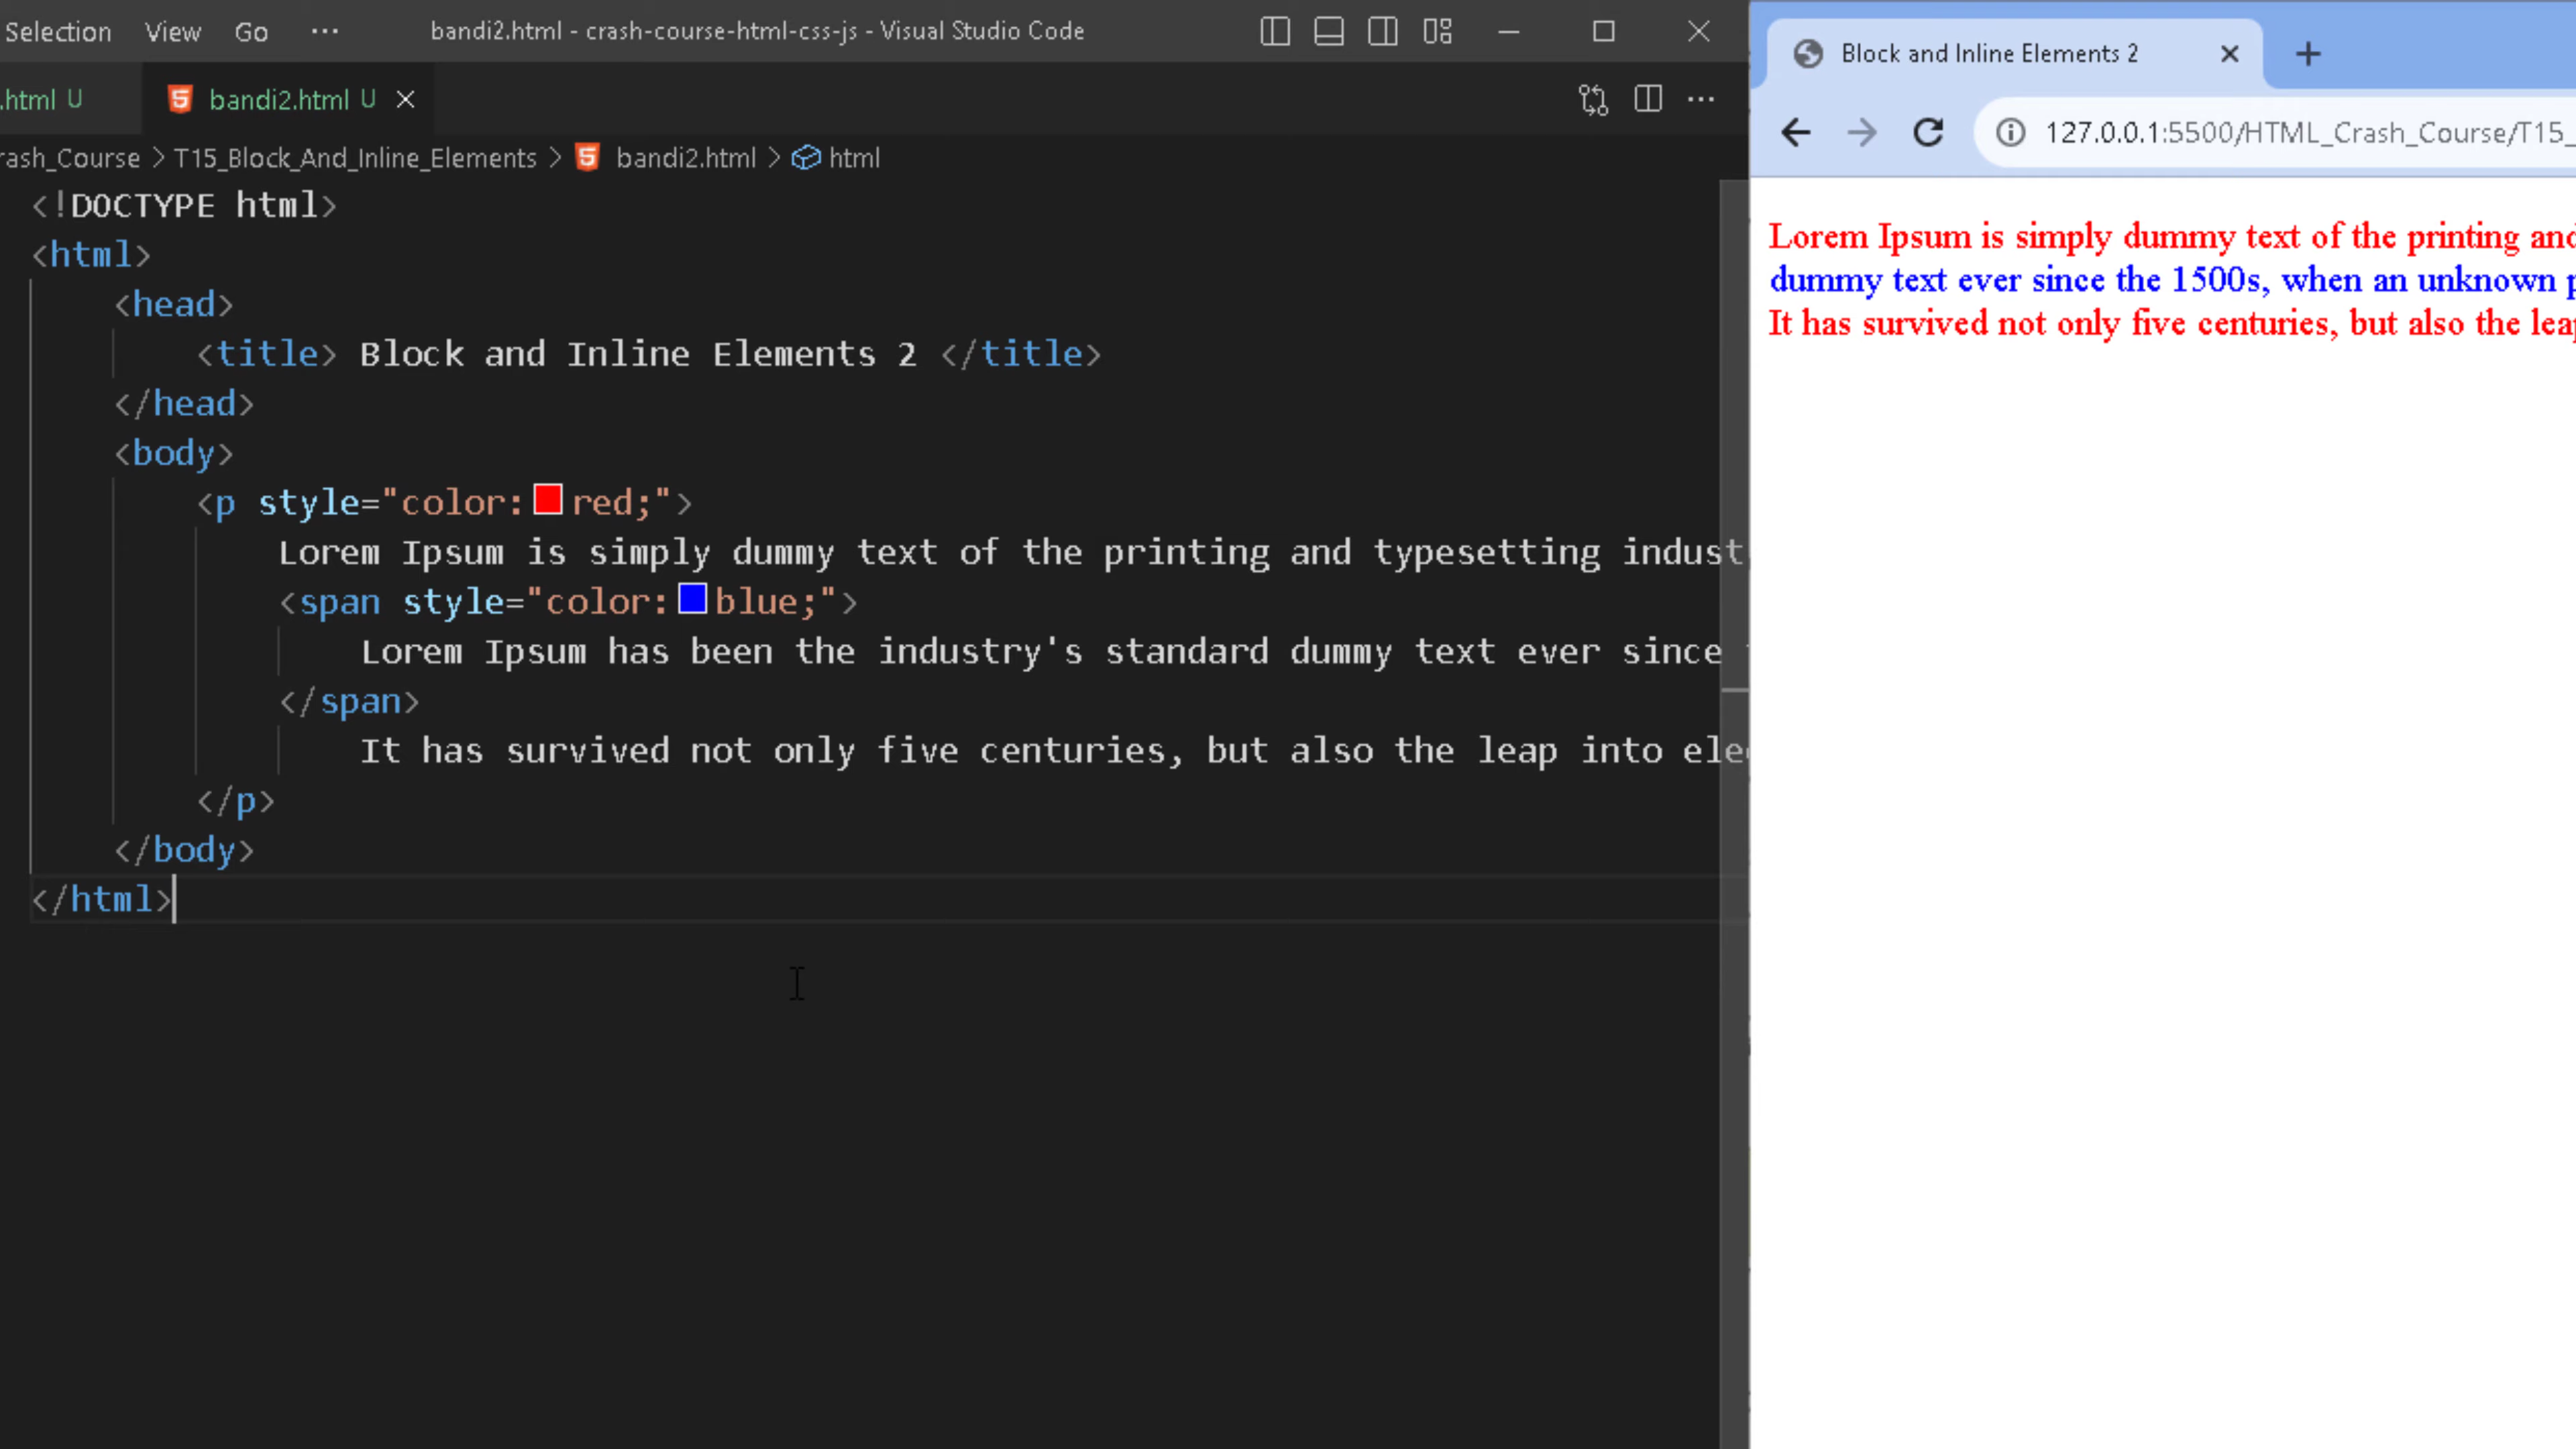 Selection View Go ··· bandi2.html - crash-course-html-css-js - Visual Studio Code
.html U bandi2.html U
rash_Course > T15_Block_And_Inline_Elements > bandi2.html > html
<!DOCTYPE html>
<html>
<head>
<title> Block and Inline Elements 2 </title>
</head>
<body>
<p style="color: red;">
Lorem Ipsum is simply dummy text of the printing and typesetting indust
<span style="color: blue;">
Lorem Ipsum has been the industry's standard dummy text ever since
</span>
It has survived not only five centuries, but also the leap into ele
</p>
</body>
</html>
Block and Inline Elements 2
127.0.0.1:5500/HTML_Crash_Course/T15_
Lorem Ipsum is simply dummy text of the printing and
dummy text ever since the 1500s, when an unknown p
It has survived not only five centuries, but also the leap